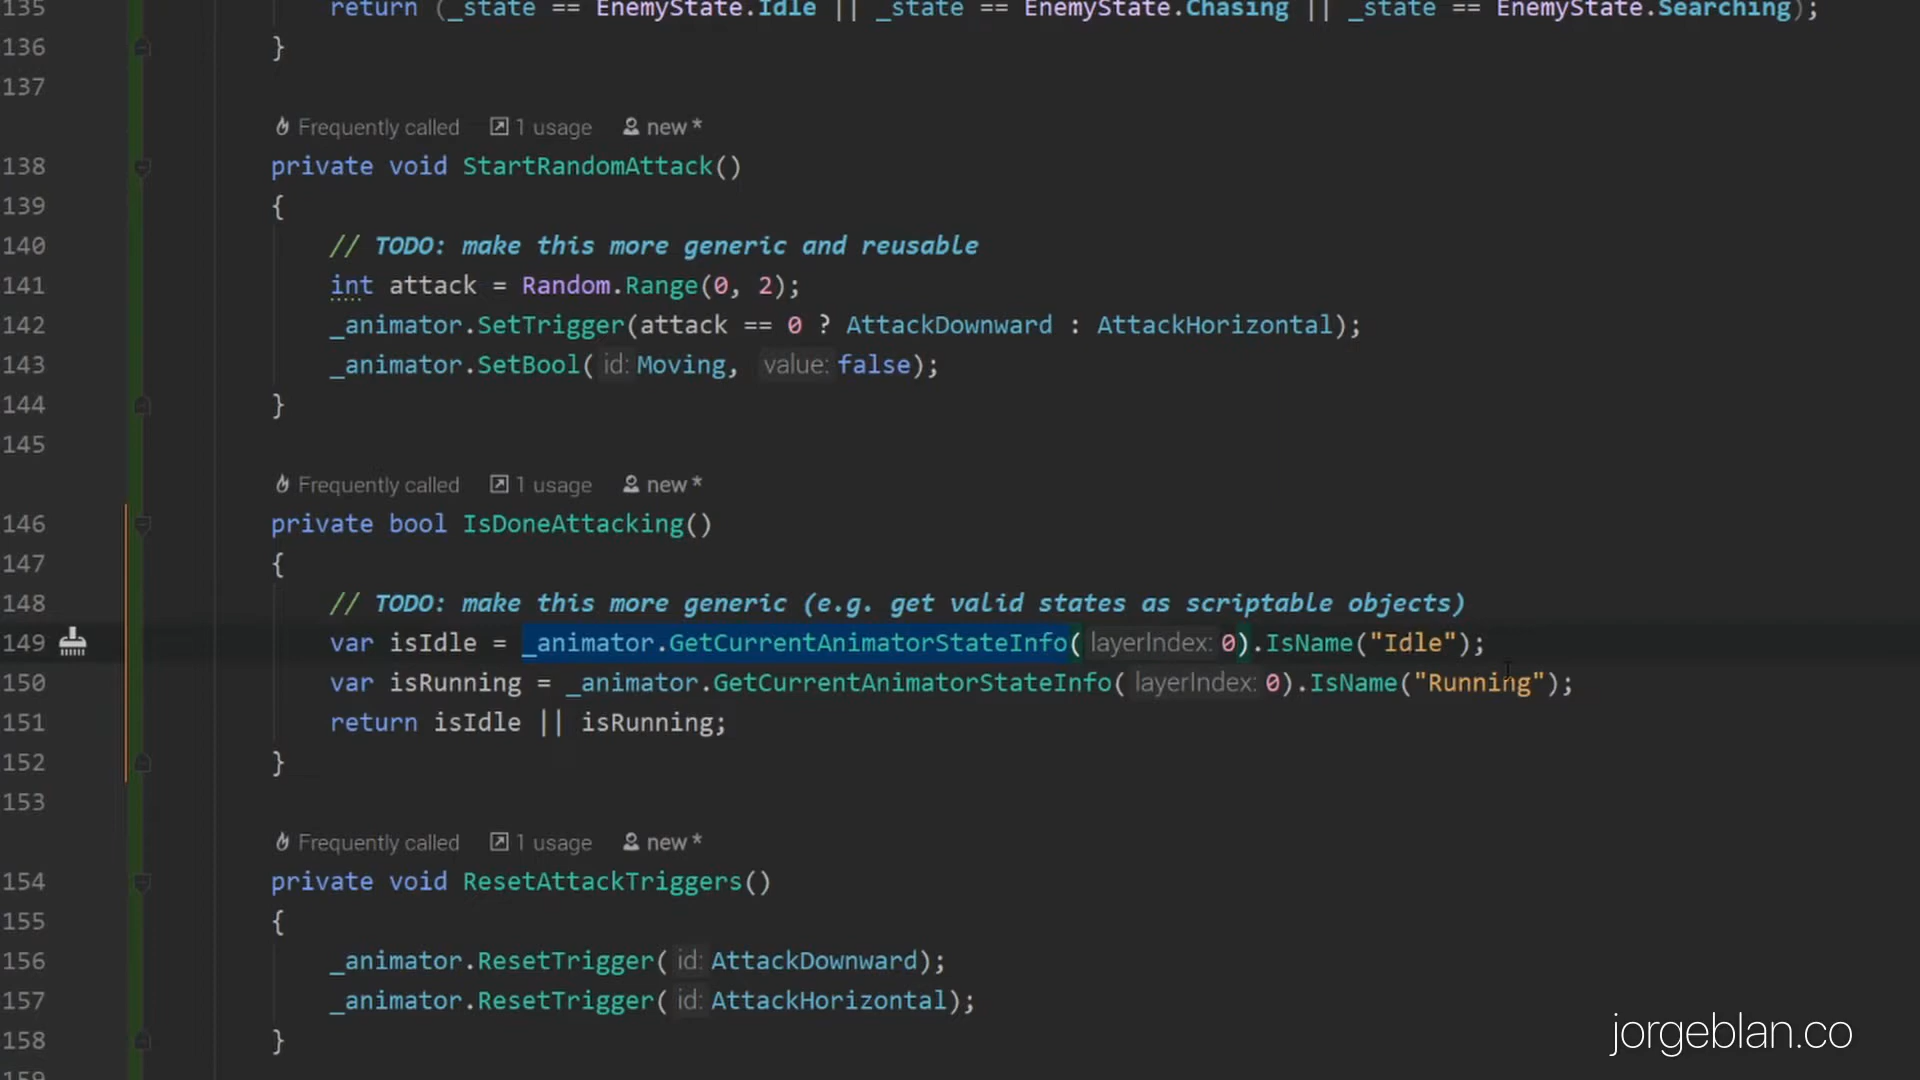 135 return (_state == EnemyState.Idle || _state == EnemyState.Chasing || _state == EnemyState.Searching);
136 }
137
Frequently called 1 usage new *
138 private void StartRandomAttack()
139 {
140 // TODO: make this more generic and reusable
141 int attack = Random.Range(0, 2);
142 _animator.SetTrigger(attack == 0 ? AttackDownward : AttackHorizontal);
143 _animator.SetBool( id: Moving, value: false);
144 }
145
Frequently called 1 usage new *
146 private bool IsDoneAttacking()
147 {
148 // TODO: make this more generic (e.g. get valid states as scriptable objects)
149 var isIdle = _animator.GetCurrentAnimatorStateInfo( layerIndex: 0).IsName("Idle");
150 var isRunning = _animator.GetCurrentAnimatorStateInfo( layerIndex: 0).IsName("Running");
151 return isIdle || isRunning;
152 }
153
Frequently called 1 usage new *
154 private void ResetAttackTriggers()
155 {
156 _animator.ResetTrigger( id: AttackDownward);
157 _animator.ResetTrigger( id: AttackHorizontal);
158 }
159
jorgeblan.co